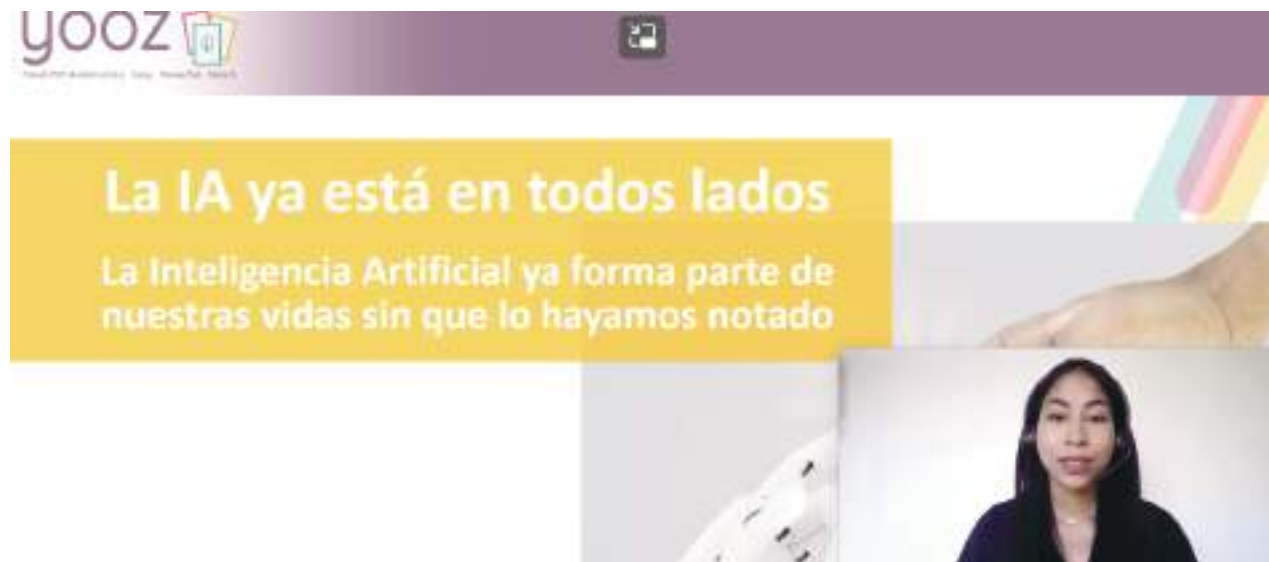 yooz
La IA ya está en todos lados
La Inteligencia Artificial ya forma parte de
nuestras vidas sin que lo hayamos notado